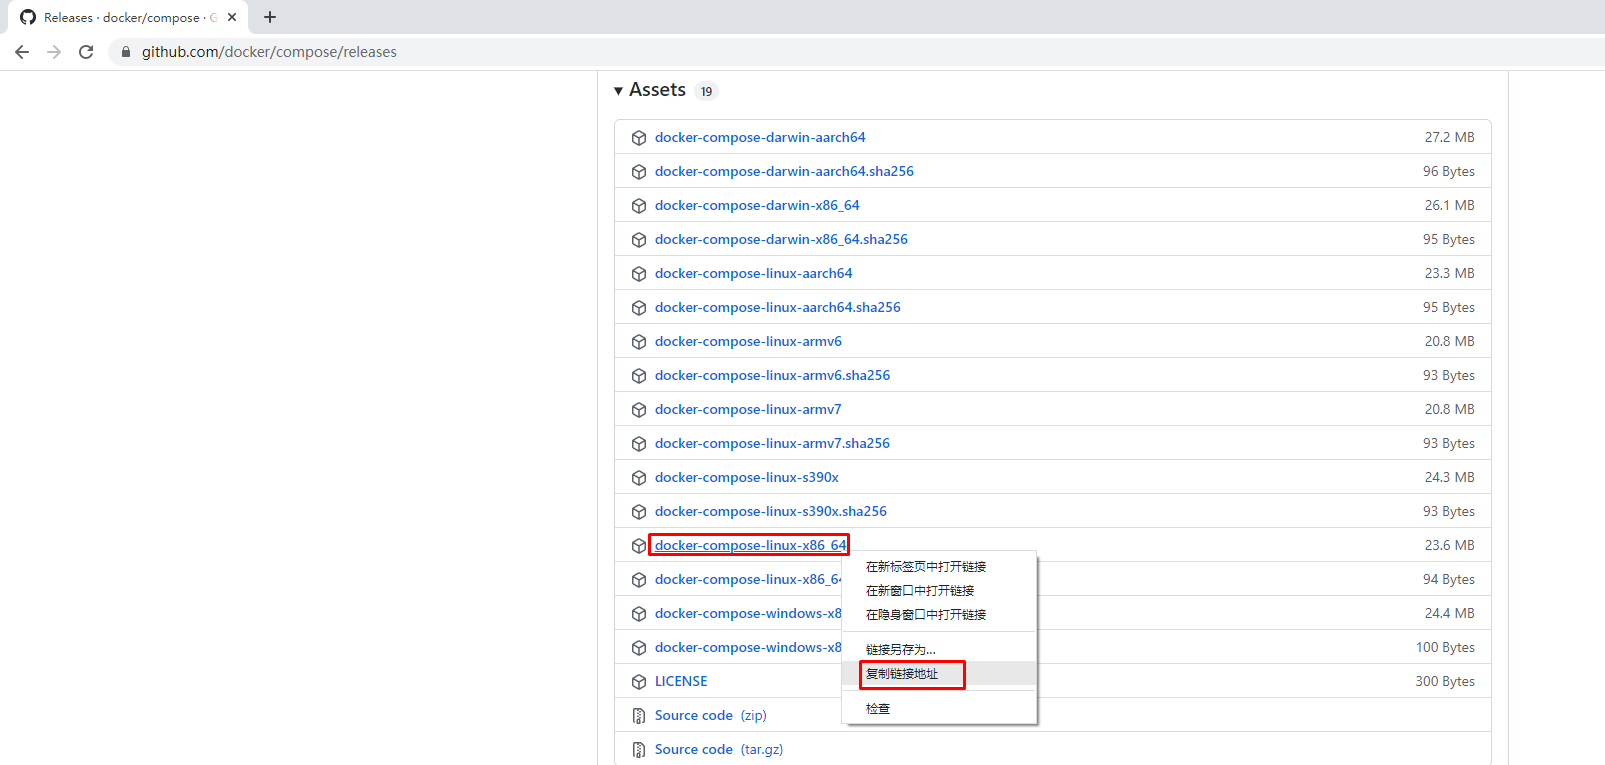 Releases · docker/compose ·
github.com/docker/compose/releases
Assets 19
docker-compose-darwin-aarch64 27.2 MB
docker-compose-darwin-aarch64.sha256 96 Bytes
docker-compose-darwin-x86_64 26.1 MB
docker-compose-darwin-x86_64.sha256 95 Bytes
docker-compose-linux-aarch64 23.3 MB
docker-compose-linux-aarch64.sha256 95 Bytes
docker-compose-linux-armv6 20.8 MB
docker-compose-linux-armv6.sha256 93 Bytes
docker-compose-linux-armv7 20.8 MB
docker-compose-linux-armv7.sha256 93 Bytes
docker-compose-linux-s390x 24.3 MB
docker-compose-linux-s390x.sha256 93 Bytes
docker-compose-linux-x86_64 23.6 MB
在新标签页中打开链接
docker-compose-linux-x86_64 94 Bytes
在新窗口中打开链接
docker-compose-windows-x8 24.4 MB
在隐身窗口中打开链接
docker-compose-windows-x8 100 Bytes
链接另存为...
复制链接地址
LICENSE 300 Bytes
检查
Source code (zip)
Source code (tar.gz)